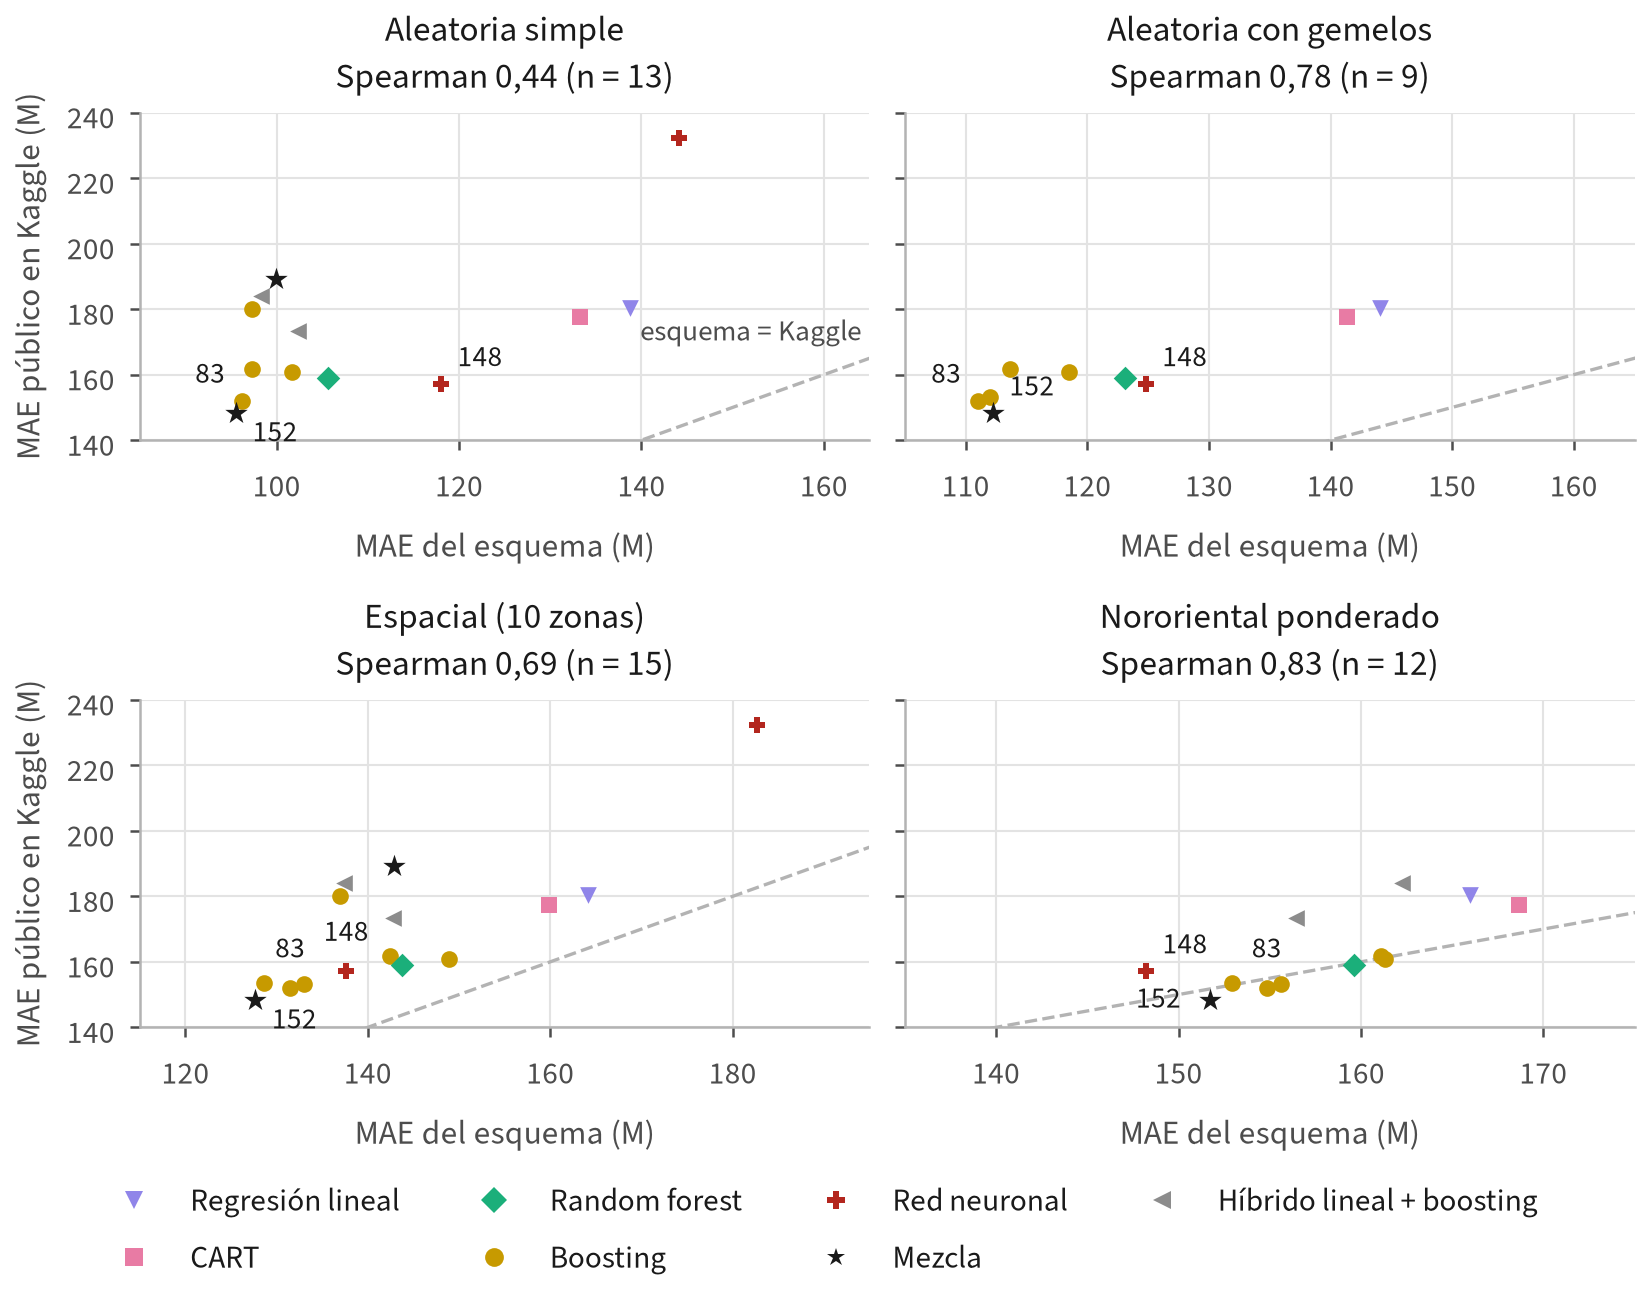 Aleatoria simple
Spearman 0,44 (n = 13)
Aleatoria con gemelos
Spearman 0,78 (n = 9)
MAE público en Kaggle (M)
240
220
200
180
160
140
83
152
148
esquema = Kaggle
100
120
140
160
MAE del esquema (M)
83
152
148
110
120
130
140
150
160
MAE del esquema (M)
Espacial (10 zonas)
Spearman 0,69 (n = 15)
Nororiental ponderado
Spearman 0,83 (n = 12)
MAE público en Kaggle (M)
240
220
200
180
160
140
83
148
152
120
140
160
180
MAE del esquema (M)
148
83
152
140
150
160
170
MAE del esquema (M)
Regresión lineal
Random forest
Red neuronal
Híbrido lineal + boosting
CART
Boosting
Mezcla